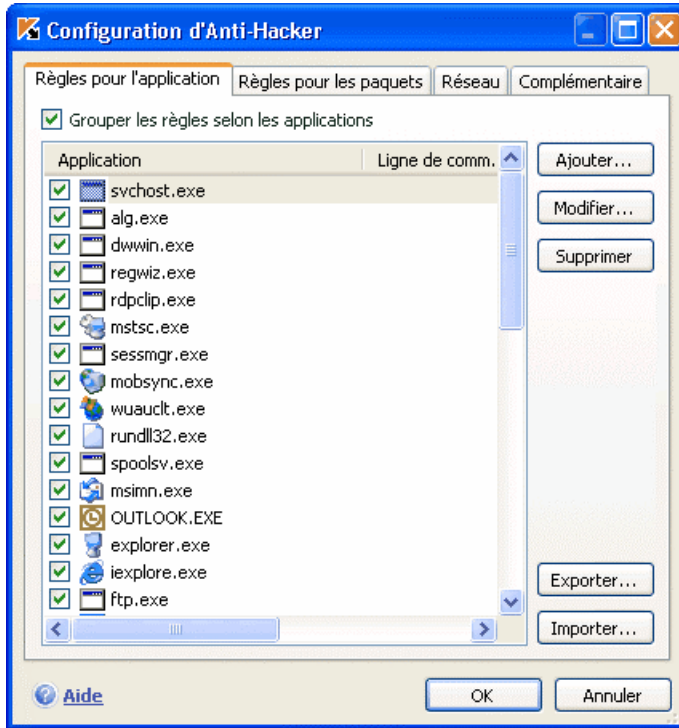 Configuration d'Anti-Hacker
Règles pour l'application
Règles pour les paquets
Réseau
Complémentaire
Grouper les règles selon les applications
Application
Ligne de comm.
svchost.exe
alg.exe
dwwin.exe
regwiz.exe
rdpclip.exe
mstsc.exe
sessmgr.exe
mobsync.exe
wuauclt.exe
rundll32.exe
spoolsv.exe
msimn.exe
OUTLOOK.EXE
explorer.exe
iexplore.exe
ftp.exe
Ajouter...
Modifier...
Supprimer
Exporter...
Importer...
Aide
OK
Annuler